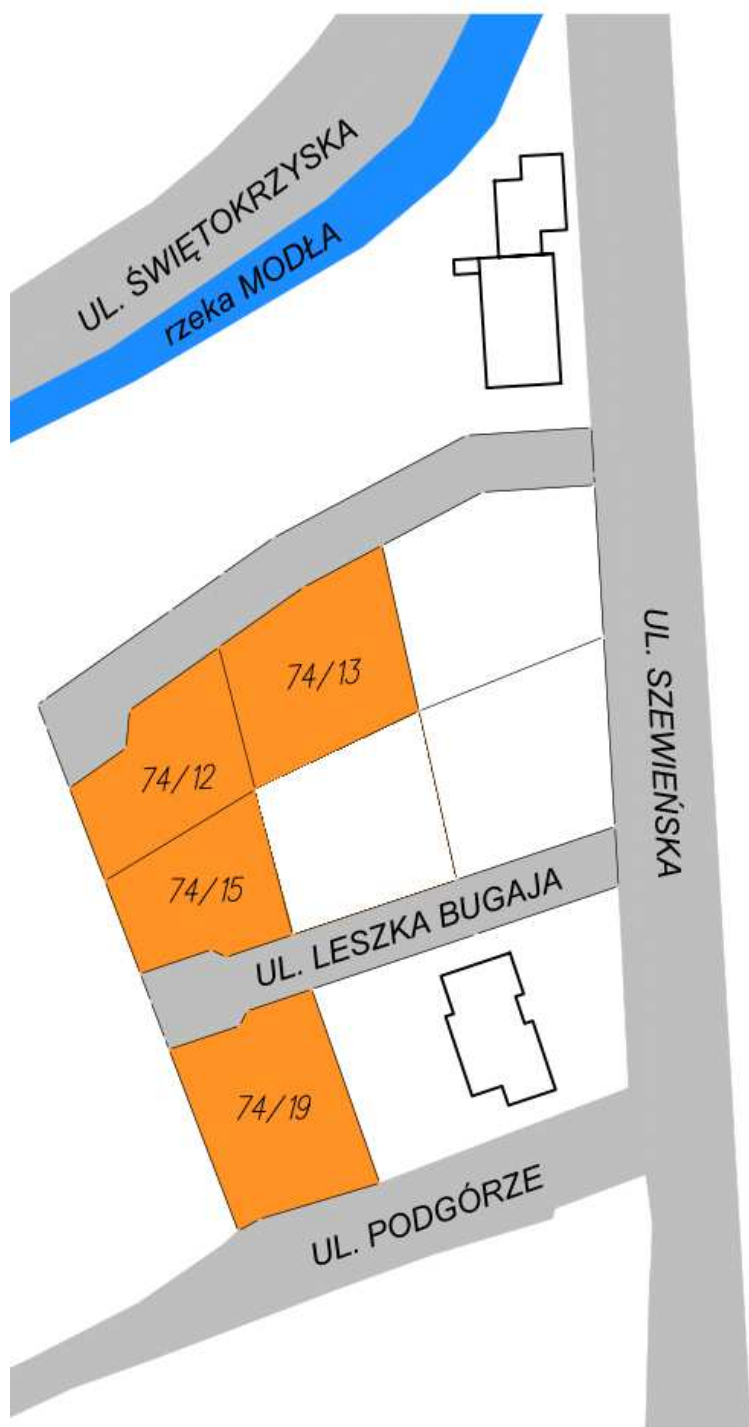 UL. ŚWIĘTOKRZYSKA
rzeka MODŁA
UL. SZEWIEŃSKA
74/13
74/12
74/15
UL. LESZKA BUGAJA
74/19
UL. PODGÓRZE